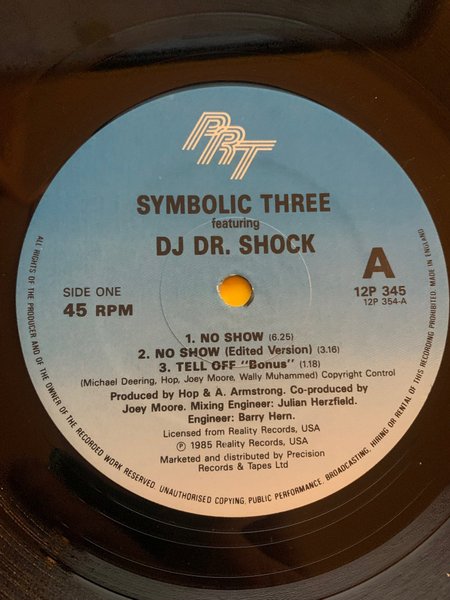 PRT
SYMBOLIC THREE
featuring
DJ DR. SHOCK
A
SIDE ONE
45 RPM
12P 345
12P 354-A
1. NO SHOW (6.25)
2. NO SHOW (Edited Version) (3.16)
3. TELL OFF "Bonus" (1.18)
(Michael Deering, Hop, Joey Moore, Wally Muhammed) Copyright Control
Produced by Hop & A. Armstrong. Co-produced by
Joey Moore. Mixing Engineer: Julian Herzfield.
Engineer: Barry Hern.
Licensed from Reality Records, USA
℗ 1985 Reality Records, USA
Marketed and distributed by Precision
Records & Tapes Ltd
ALL RIGHTS OF THE PRODUCER AND OF THE OWNER OF THE RECORDED WORK RESERVED. UNAUTHORISED COPYING, PUBLIC PERFORMANCE, BROADCASTING, HIRING OR RENTAL OF THIS RECORDING PROHIBITED. MADE IN ENGLAND